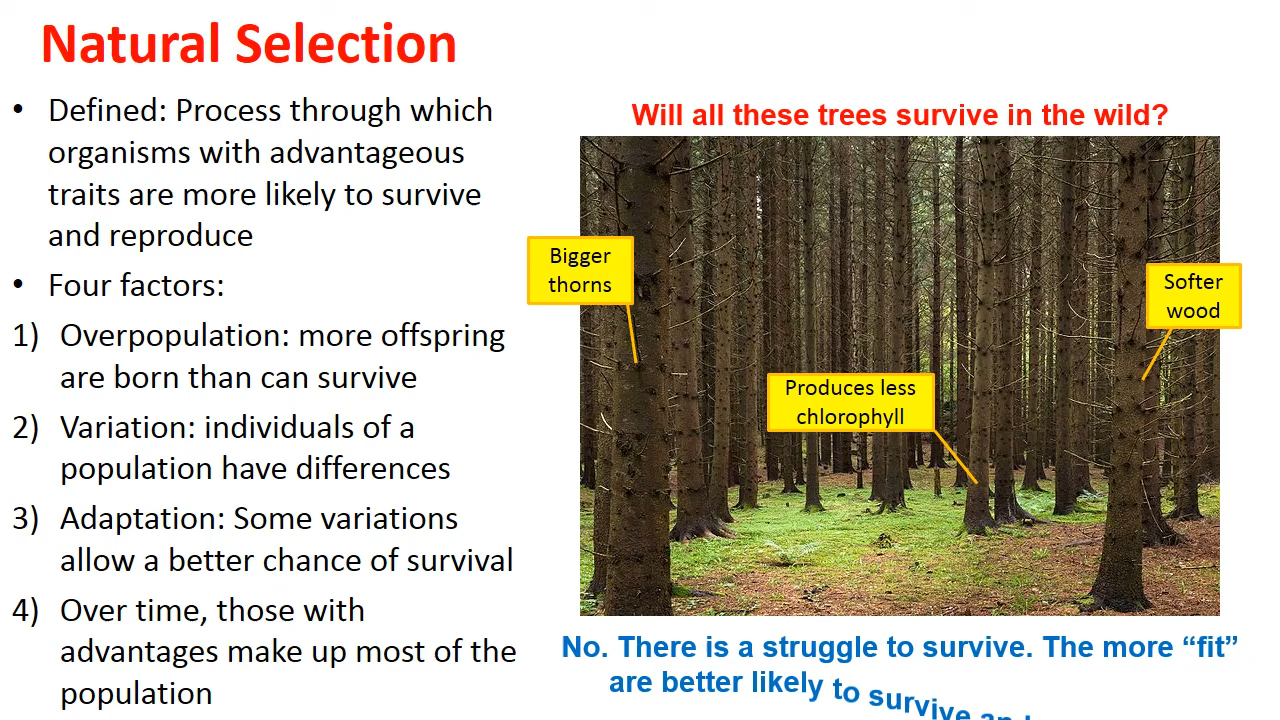 Natural Selection
• Defined: Process through which
organisms with advantageous
traits are more likely to survive
and reproduce
• Four factors:
1) Overpopulation: more offspring
are born than can survive
2) Variation: individuals of a
population have differences
3) Adaptation: Some variations
allow a better chance of survival
4) Over time, those with
advantages make up most of the
population
Will all these trees survive in the wild?
Bigger
thorns
Softer
wood
Produces less
chlorophyll
No. There is a struggle to survive. The more “fit”
are better likely to survive and